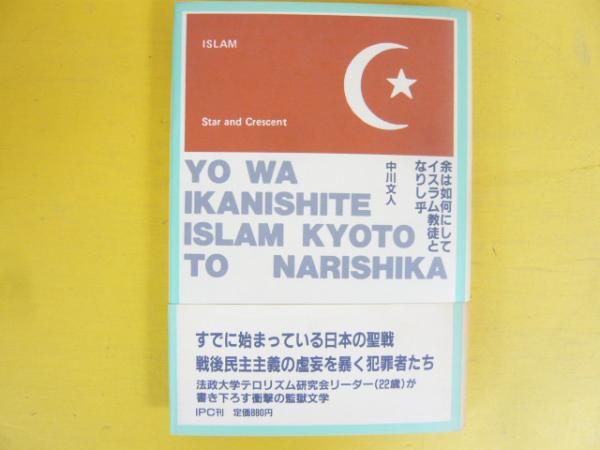 ISLAM
Star and Crescent
YO WA
IKANISHITE
ISLAM KYOTO
TO NARISHIKA
余は如何にして
イスラム教徒と
なりし乎
中川文人
すでに始まっている日本の聖戦
戦後民主主義の虚妄を暴く犯罪者たち
法政大学テロリズム研究会リーダー(22歳)が
書き下ろす衝撃の監獄文学
IPC刊 定価880円